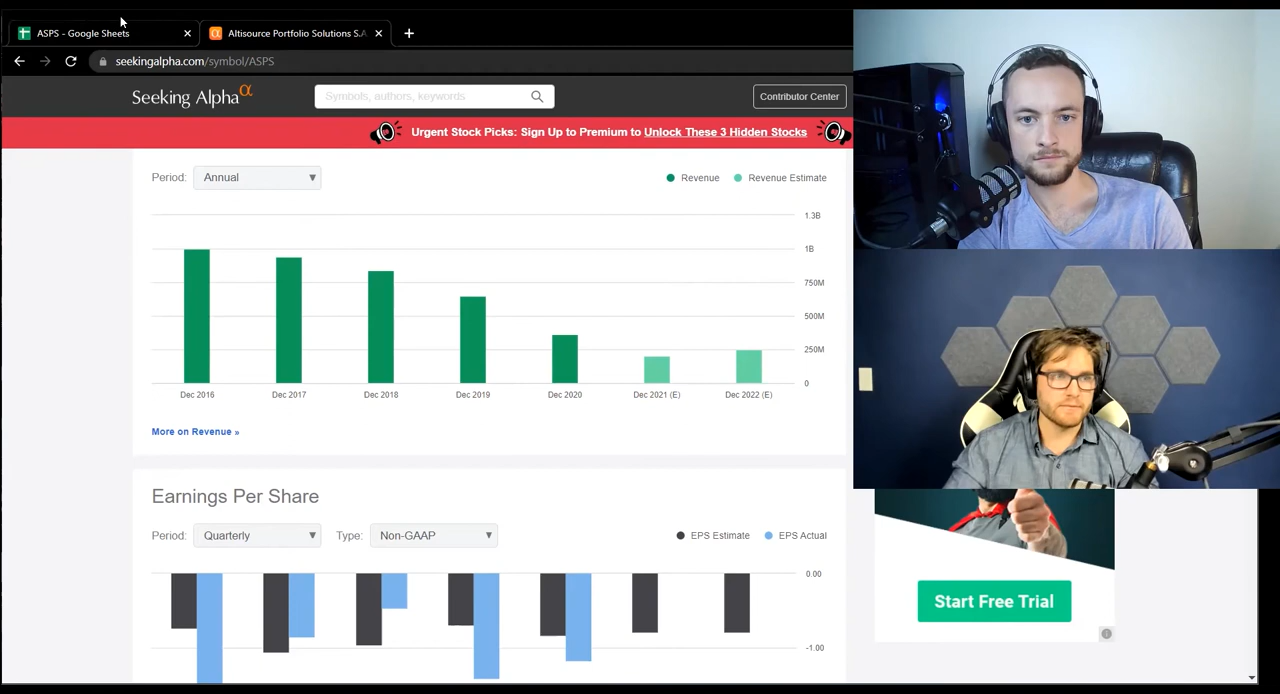 ASPS - Google Sheets
Altisource Portfolio Solutions S.A.
seekingalpha.com/symbol/ASPS
Seeking Alpha α
Symbols, authors, keywords
Contributor Center
Urgent Stock Picks: Sign Up to Premium to Unlock These 3 Hidden Stocks
Period: Annual
Revenue
Revenue Estimate
1.3B
1B
750M
500M
250M
0
Dec 2016
Dec 2017
Dec 2018
Dec 2019
Dec 2020
Dec 2021 (E)
Dec 2022 (E)
More on Revenue »
Earnings Per Share
Period: Quarterly
Type: Non-GAAP
EPS Estimate
EPS Actual
0.00
-1.00
Start Free Trial